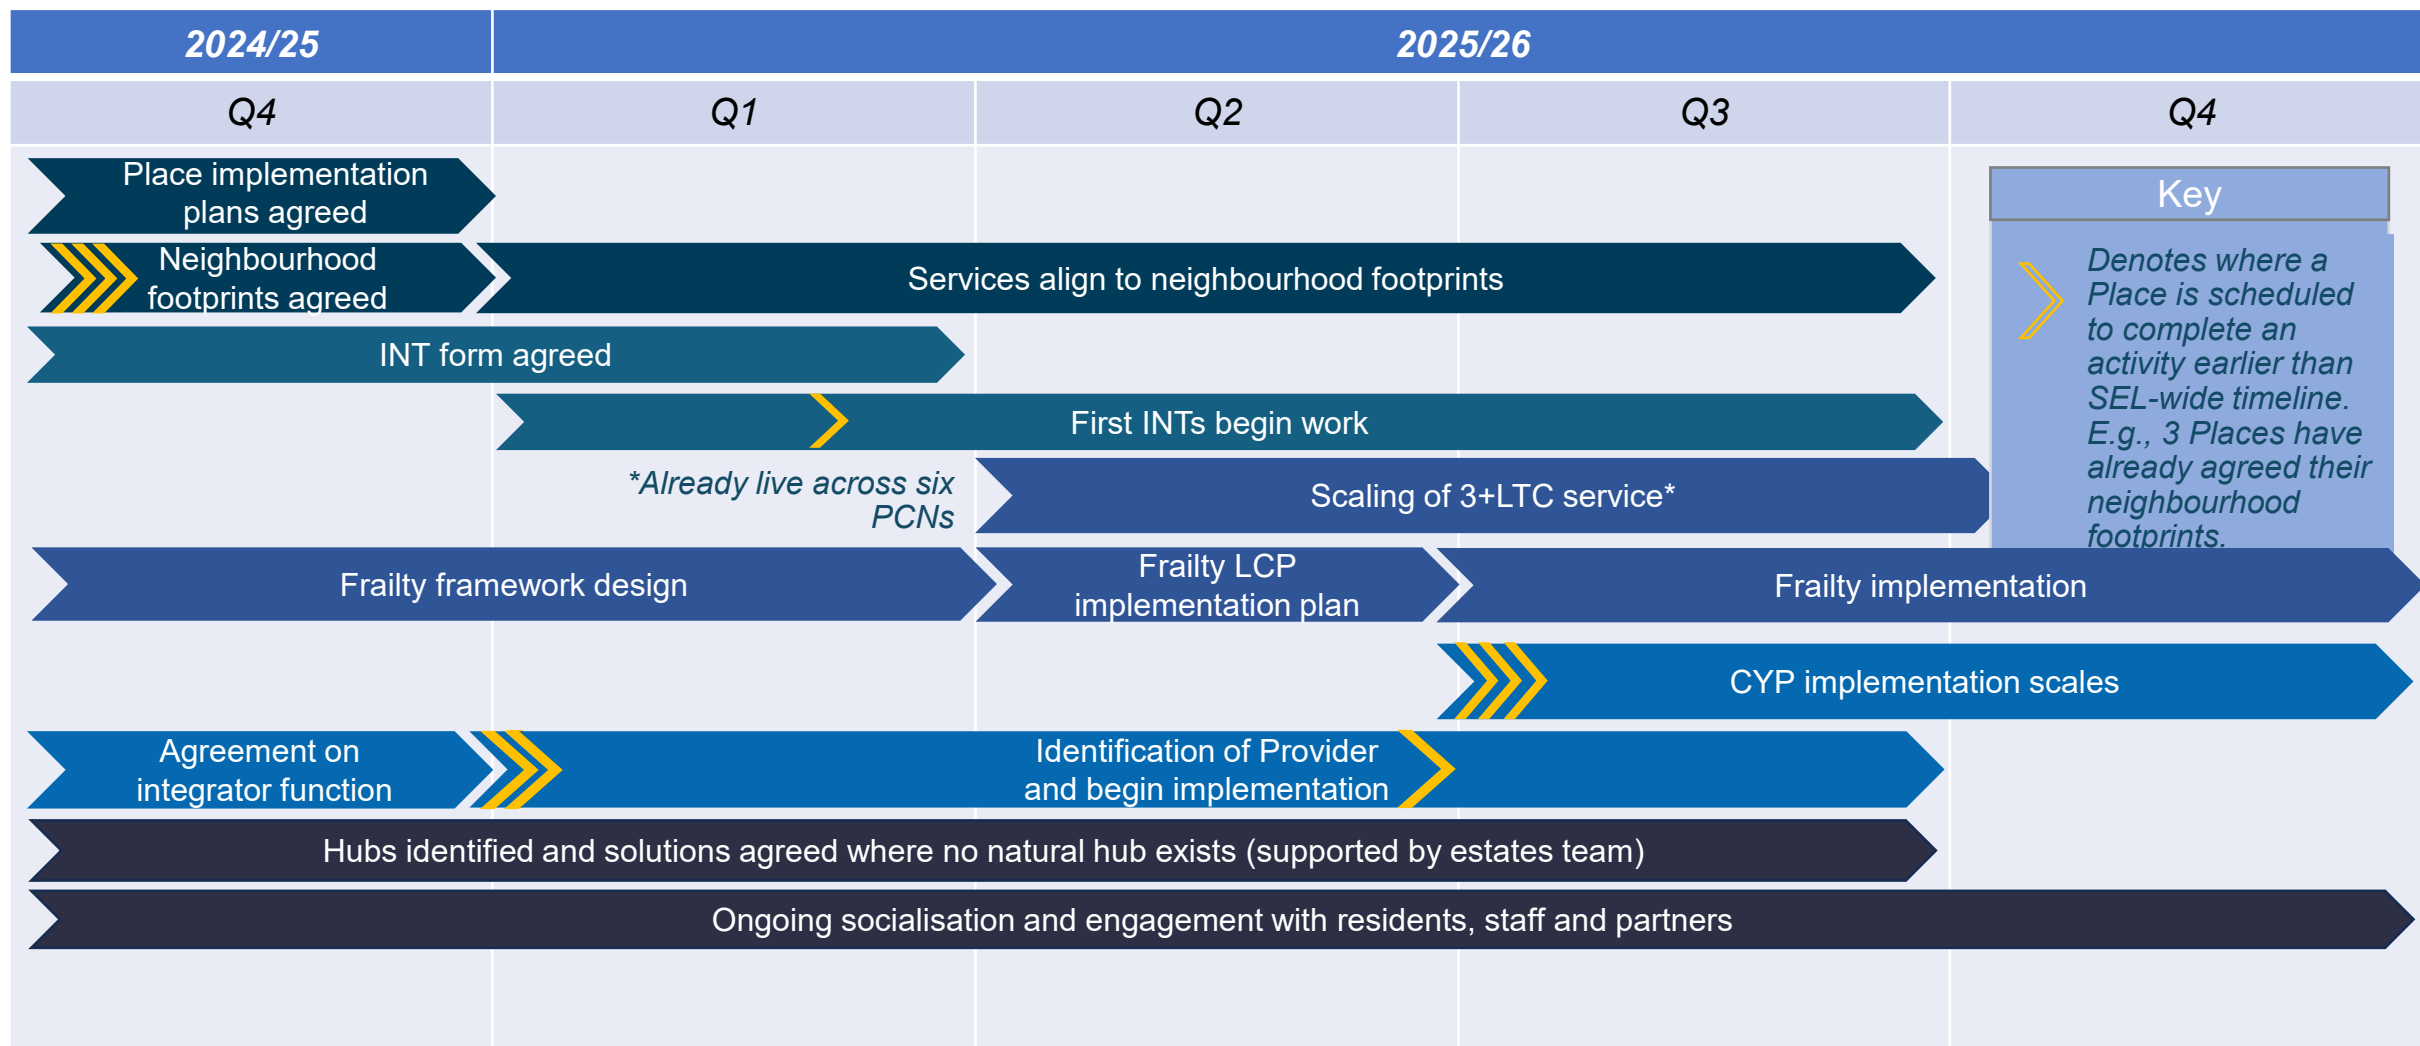 2024/25
2025/26
Q4
Q1
Q2
Q3
Q4
Place implementation
plans agreed
Key
Neighbourhood
footprints agreed
Services align to neighbourhood footprints
Denotes where a
Place is scheduled
to complete an
activity earlier than
SEL-wide timeline.
E.g., 3 Places have
already agreed their
neighbourhood
footprints.
INT form agreed
First INTs begin work
*Already live across six
PCNs
Scaling of 3+LTC service*
Frailty framework design
Frailty LCP
implementation plan
Frailty implementation
CYP implementation scales
Agreement on
integrator function
Identification of Provider
and begin implementation
Hubs identified and solutions agreed where no natural hub exists (supported by estates team)
Ongoing socialisation and engagement with residents, staff and partners